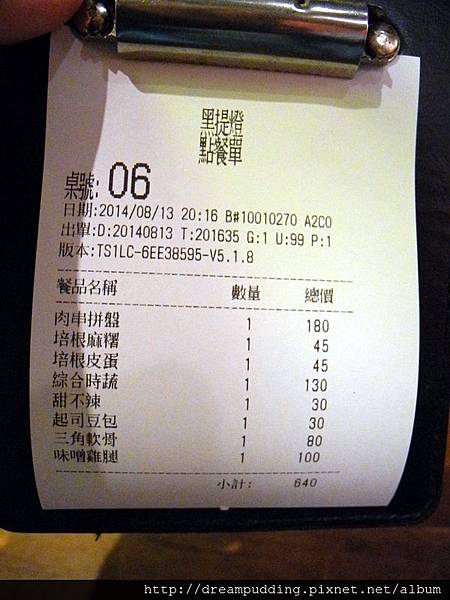 黑提燈
點餐單
桌號: 06
日期:2014/08/13 20:16 B#10010270 A2C0
出單:D:20140813 T:201635 G:1 U:99 P:1
版本:TS1LC-6EE38595-V5.1.8
餐品名稱 數量 總價
肉串拼盤 1 180
培根麻糬 1 45
培根皮蛋 1 45
綜合時蔬 1 130
甜不辣 1 30
起司豆包 1 30
三角軟骨 1 80
味噌雞腿 1 100
小計: 640
http://dreampudding.pixnet.net/album